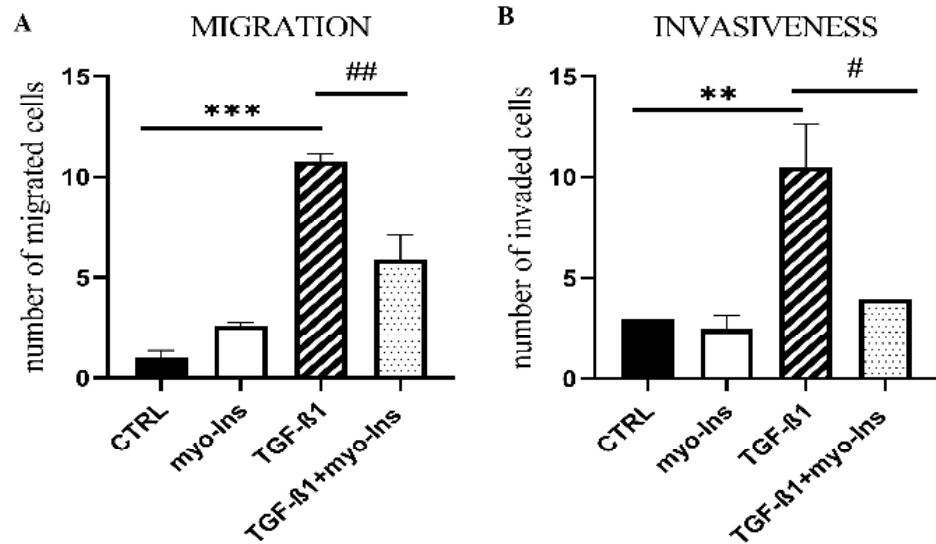 A
MIGRATION
number of migrated cells
15
10
5
0
***
##
CTRL
myo-Ins
TGF-ß1
TGF-ß1+myo-Ins
B
INVASIVENESS
number of invaded cells
15
10
5
0
**
#
CTRL
myo-Ins
TGF-ß1
TGF-ß1+myo-Ins